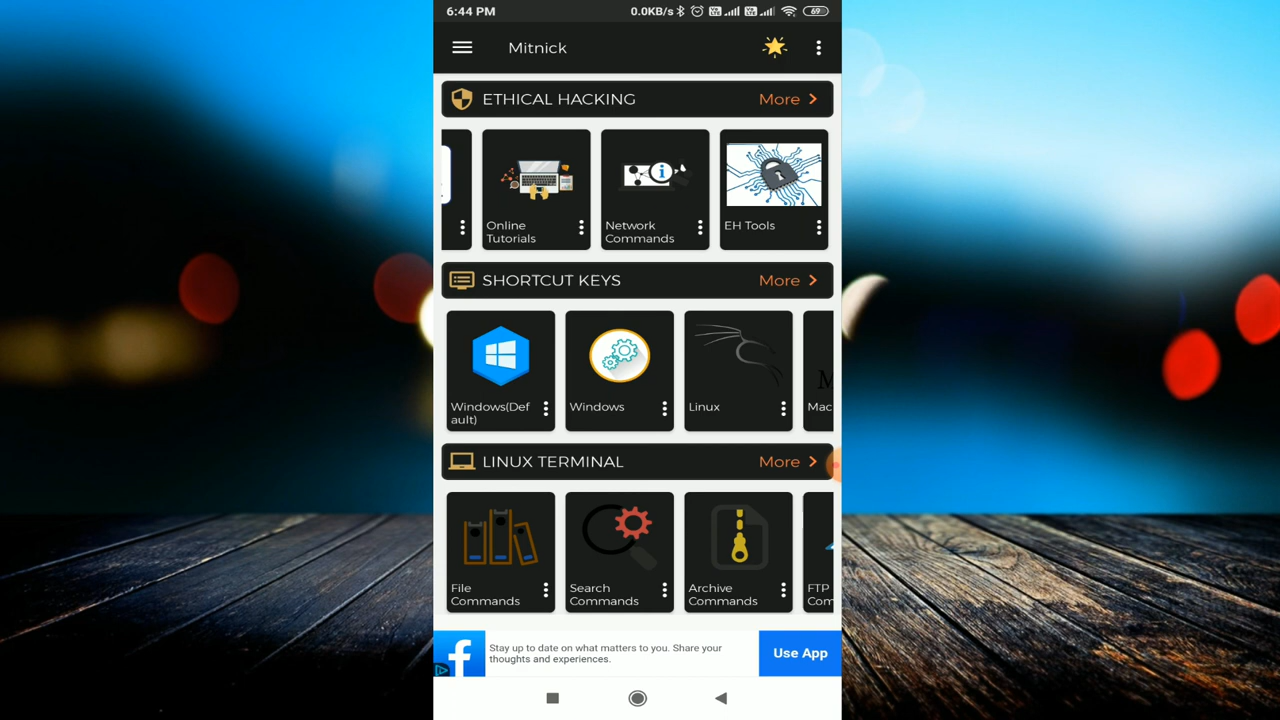 6:44 PM
0.0KB/s
69
Mitnick
ETHICAL HACKING
More
Online
Tutorials
Network
Commands
EH Tools
SHORTCUT KEYS
More
Windows(Def
ault)
Windows
Linux
Mac
LINUX TERMINAL
More
File
Commands
Search
Commands
Archive
Commands
FTP
Com
Stay up to date on what matters to you. Share your
thoughts and experiences.
Use App